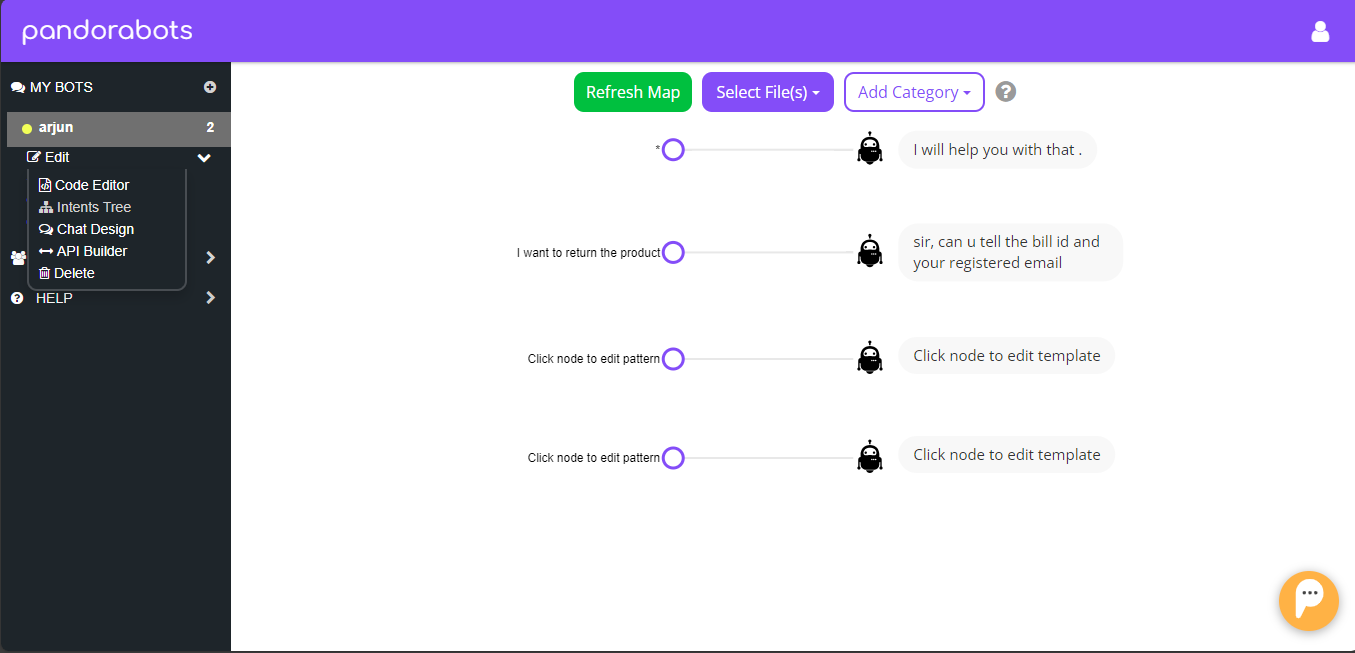 pandorabots
MY BOTS
arjun 2
Edit
Code Editor
Intents Tree
Chat Design
API Builder
Delete
HELP
Refresh Map Select File(s) Add Category ?
* I will help you with that .
I want to return the product
sir, can u tell the bill id and
your registered email
Click node to edit pattern Click node to edit template
Click node to edit pattern Click node to edit template